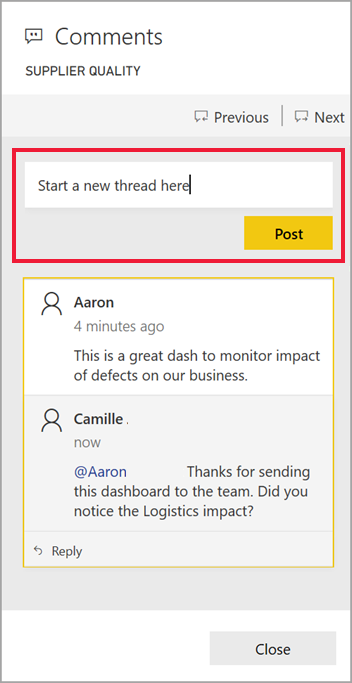 Comments
SUPPLIER QUALITY
Previous Next
Start a new thread here
Post
Aaron
4 minutes ago
This is a great dash to monitor impact
of defects on our business.
Camille .
now
@Aaron Thanks for sending
this dashboard to the team. Did you
notice the Logistics impact?
Reply
Close